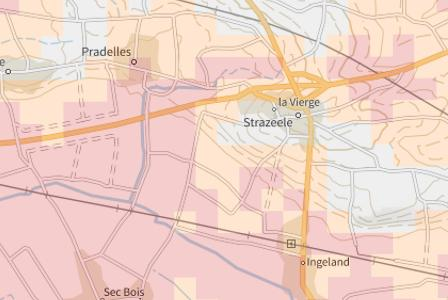 Pradelles
e
la Vierge
Strazeele
Ingeland
Sec Bois